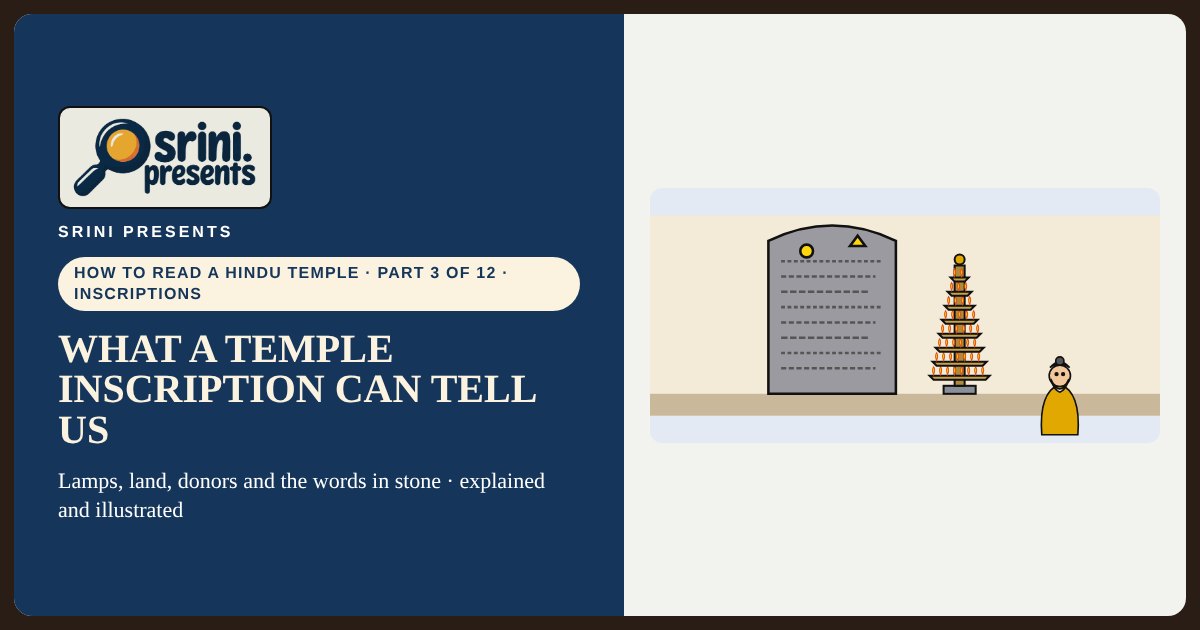 srini.
presents
SRINI PRESENTS
HOW TO READ A HINDU TEMPLE · PART 3 OF 12 ·
INSCRIPTIONS
WHAT A TEMPLE
INSCRIPTION CAN TELL
US
Lamps, land, donors and the words in stone · explained
and illustrated